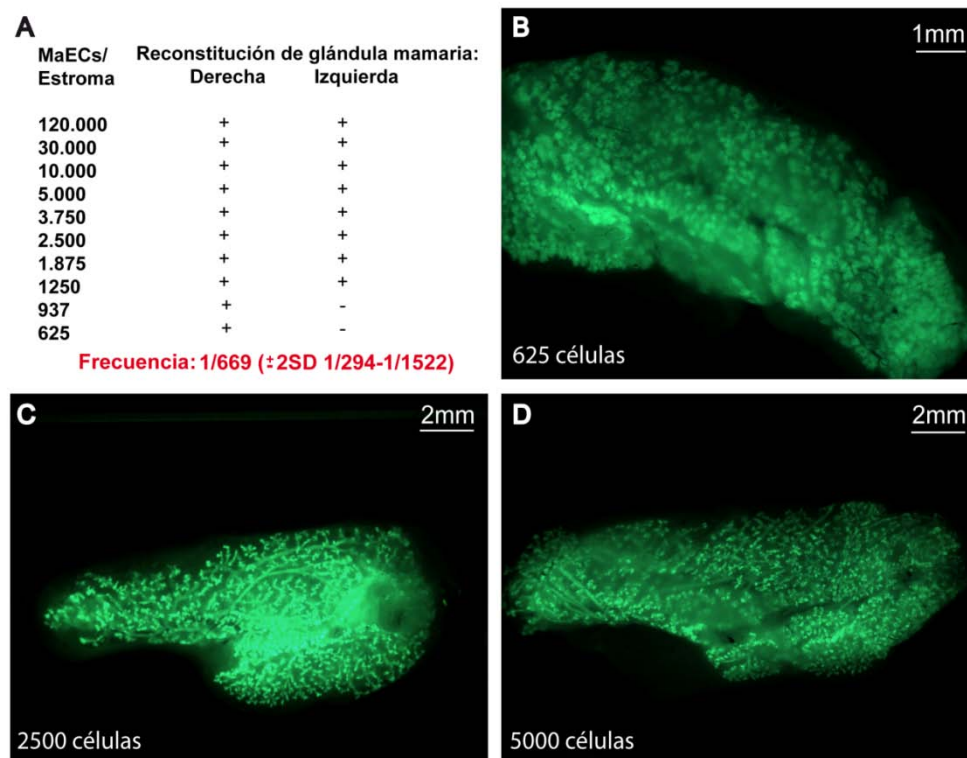 A
MaECs/ Reconstitución de glándula mamaria:
Estroma Derecha Izquierda
120.000 + +
30.000 + +
10.000 + +
5.000 + +
3.750 + +
2.500 + +
1.875 + +
1250 + +
937 + -
625 + -
Frecuencia: 1/669 (±2SD 1/294-1/1522)
B
1mm
625 células
C
2mm
2500 células
D
2mm
5000 células